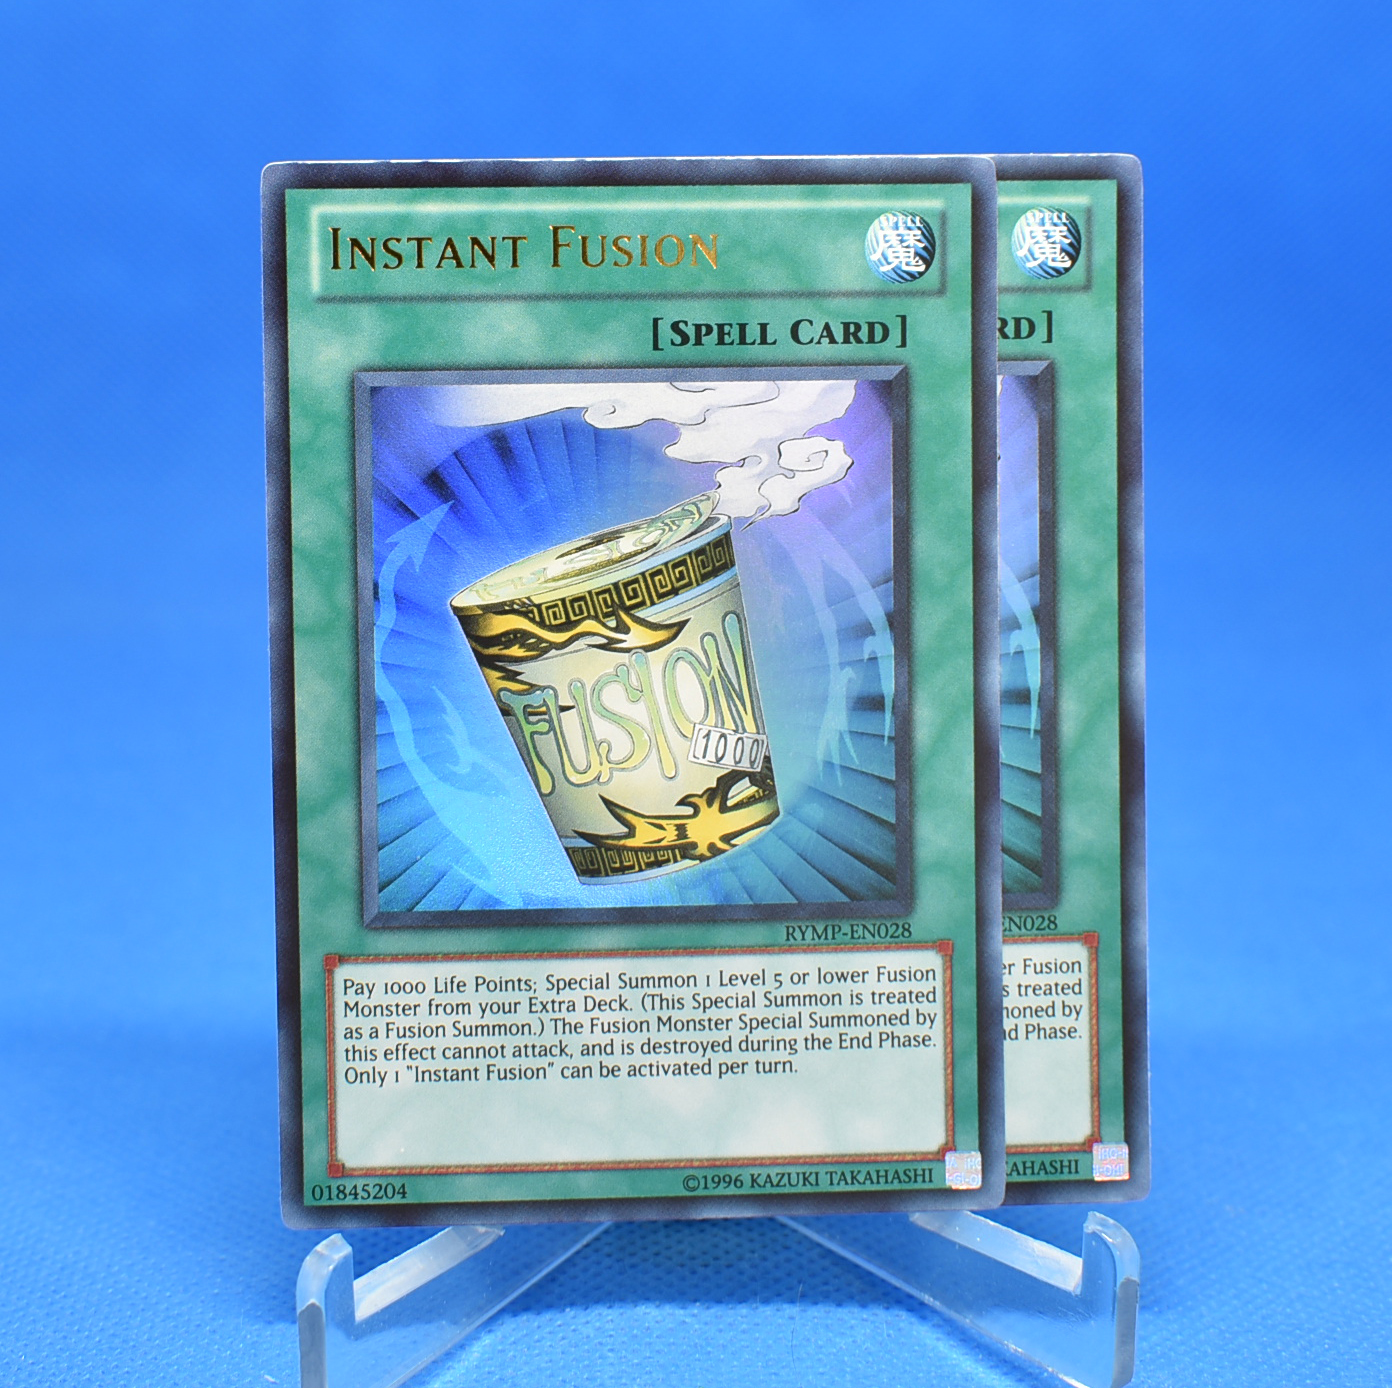 INSTANT FUSION
SPELL
魔
SPELL
魔
[SPELL CARD]
RD]
FUSION
1000
RYMP-EN028
EN028
Pay 1000 Life Points; Special Summon 1 Level 5 or lower Fusion
Monster from your Extra Deck. (This Special Summon is treated
as a Fusion Summon.) The Fusion Monster Special Summoned by
this effect cannot attack, and is destroyed during the End Phase.
Only 1 "Instant Fusion" can be activated per turn.
er Fusion
s treated
moned by
nd Phase.
01845204
©1996 KAZUKI TAKAHASHI
KAHASHI